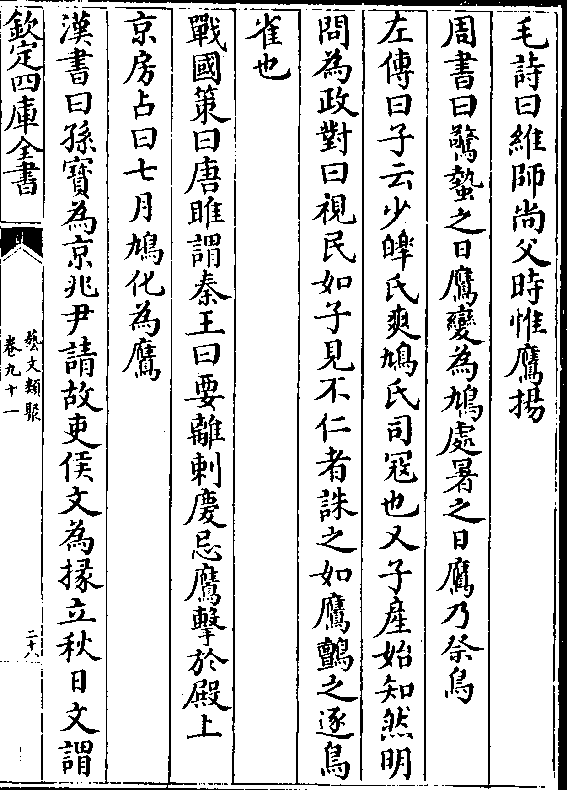 毛詩曰維師尚父時惟鷹揚
周書曰驚蟄之日鷹變為鳩處暑之日鷹乃祭鳥
左傳曰子云少皞氏爽鳩氏司冦也又子産始知然明
問為政對曰視民如子見不仁者誅之如鷹鸇之逐鳥
雀也
戰國策曰唐雎謂秦王曰要離刺慶忌鷹擊於殿上
京房占曰七月鳩化為鷹
漢書曰孫寳為京兆尹請故吏侯文為掾立秋日文謂
欽定四庫全書
藝文類聚
卷九十一
二十八